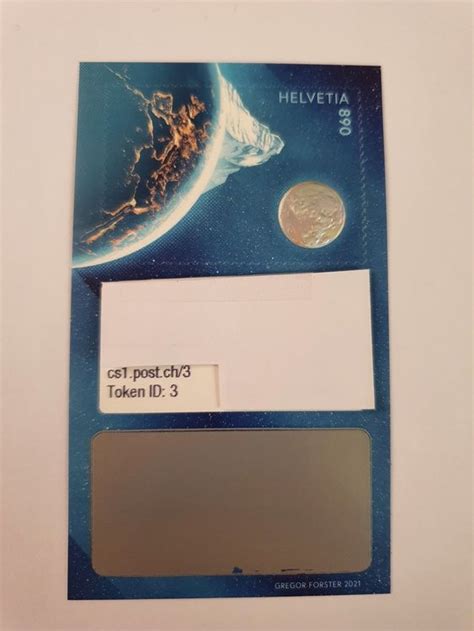 HELVETIA
890
cs1.post.ch/3
Token ID: 3
GREGOR FORSTER 2021